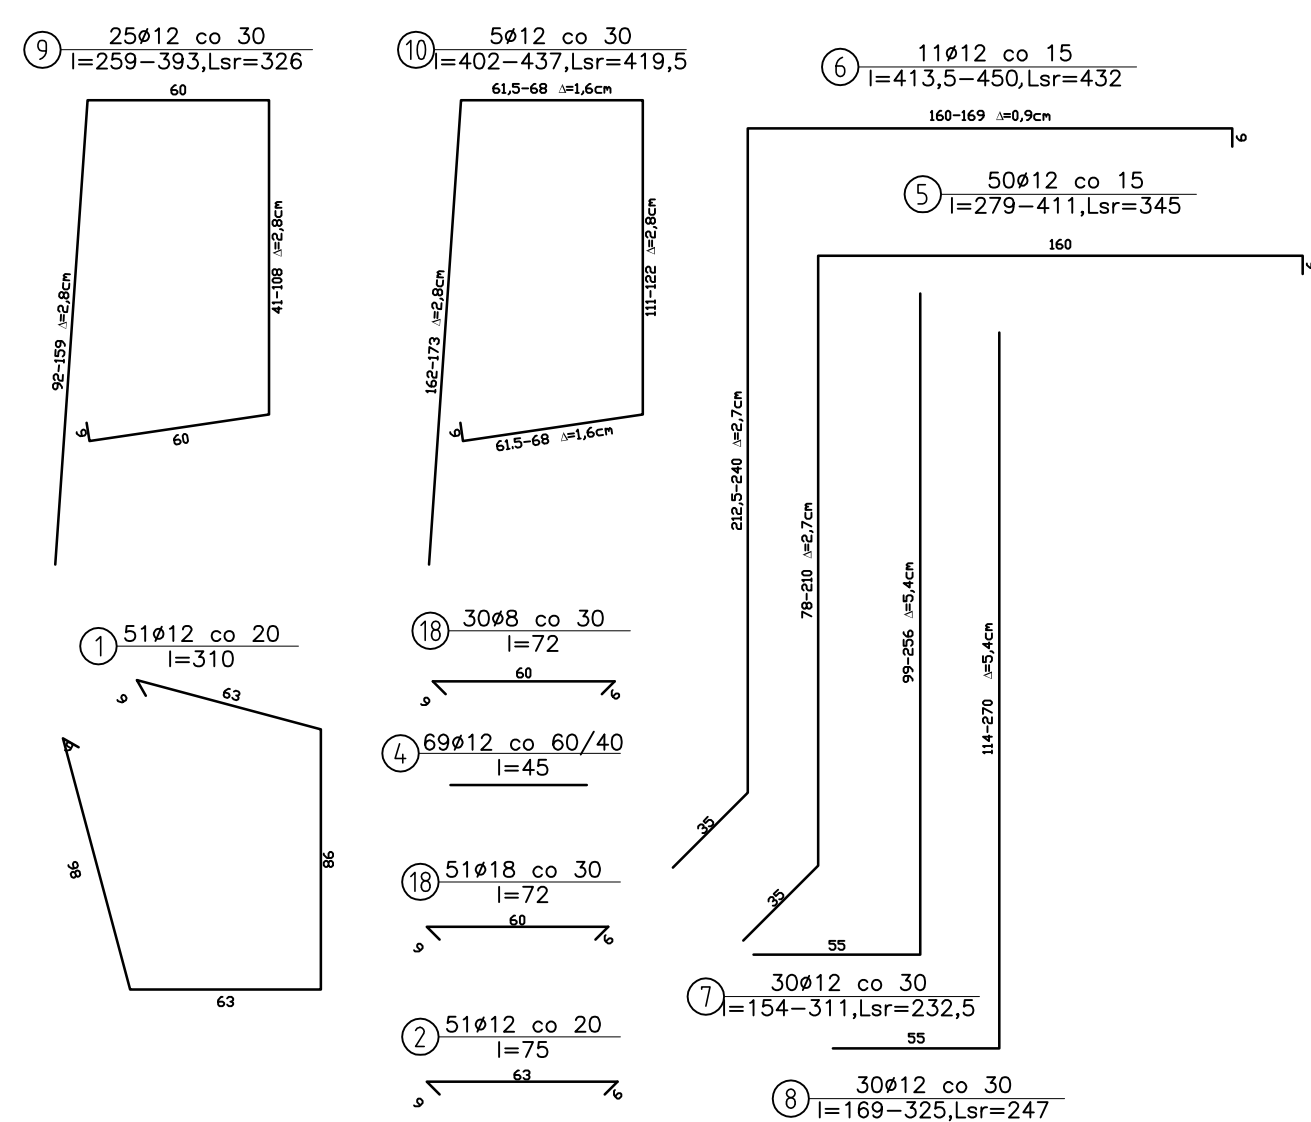 9
25ø12 co 30
l=259-393,Lsr=326
60
92-159 Δ=2,8cm
41-108 Δ=2,8cm
6
60
10
5ø12 co 30
l=402-437,Lsr=419,5
61,5-68 Δ=1,6cm
162-173 Δ=2,8cm
111-122 Δ=2,8cm
6
61.5-68 Δ=1,6cm
6
11ø12 co 15
l=413,5-450,Lsr=432
160-169 Δ=0,9cm
6
212,5-240 Δ=2,7cm
35
5
50ø12 co 15
l=279-411,Lsr=345
160
6
78-210 Δ=2,7cm
35
99-256 Δ=5,4cm
55
7
30ø12 co 30
l=154-311,Lsr=232,5
114-270 Δ=5,4cm
55
8
30ø12 co 30
l=169-325,Lsr=247
1
51ø12 co 20
l=310
6
63
6
98
86
63
18
30ø8 co 30
l=72
60
6
6
4
69ø12 co 60/40
l=45
18
51ø18 co 30
l=72
60
6
6
2
51ø12 co 20
l=75
63
6
6